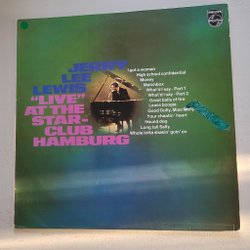 PHILIPS
JERRY
LEE
LEWIS
"LIVE"
AT THE
STAR-
CLUB
HAMBURG
I got a woman
High school confidential
Money
Matchbox
What'd I say - Part 1
What'd I say - Part 2
Great balls of fire
Lewis boogie
Good Golly, Miss Molly
Your cheatin' heart
Hound dog
Long tall Sally
Whole lotta shakin' goin' on